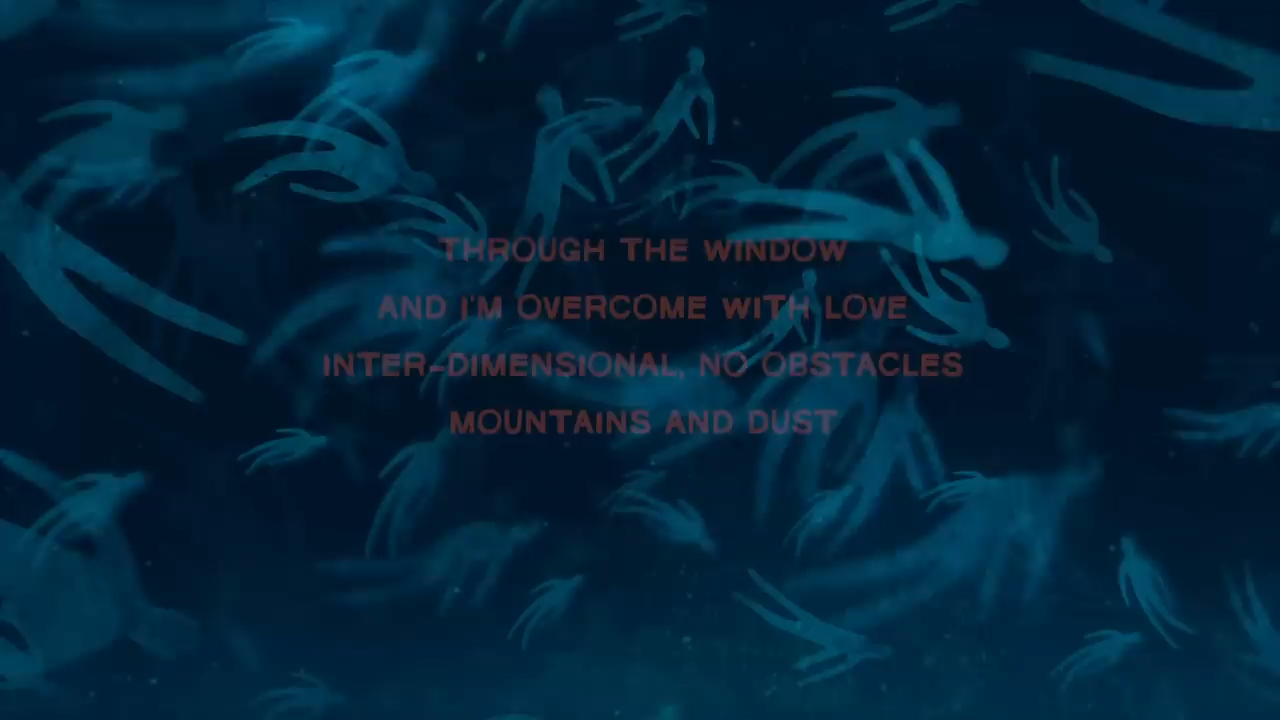 THROUGH THE WINDOW
AND I'M OVERCOME WITH LOVE
INTER-DIMENSIONAL, NO OBSTACLES
MOUNTAINS AND DUST